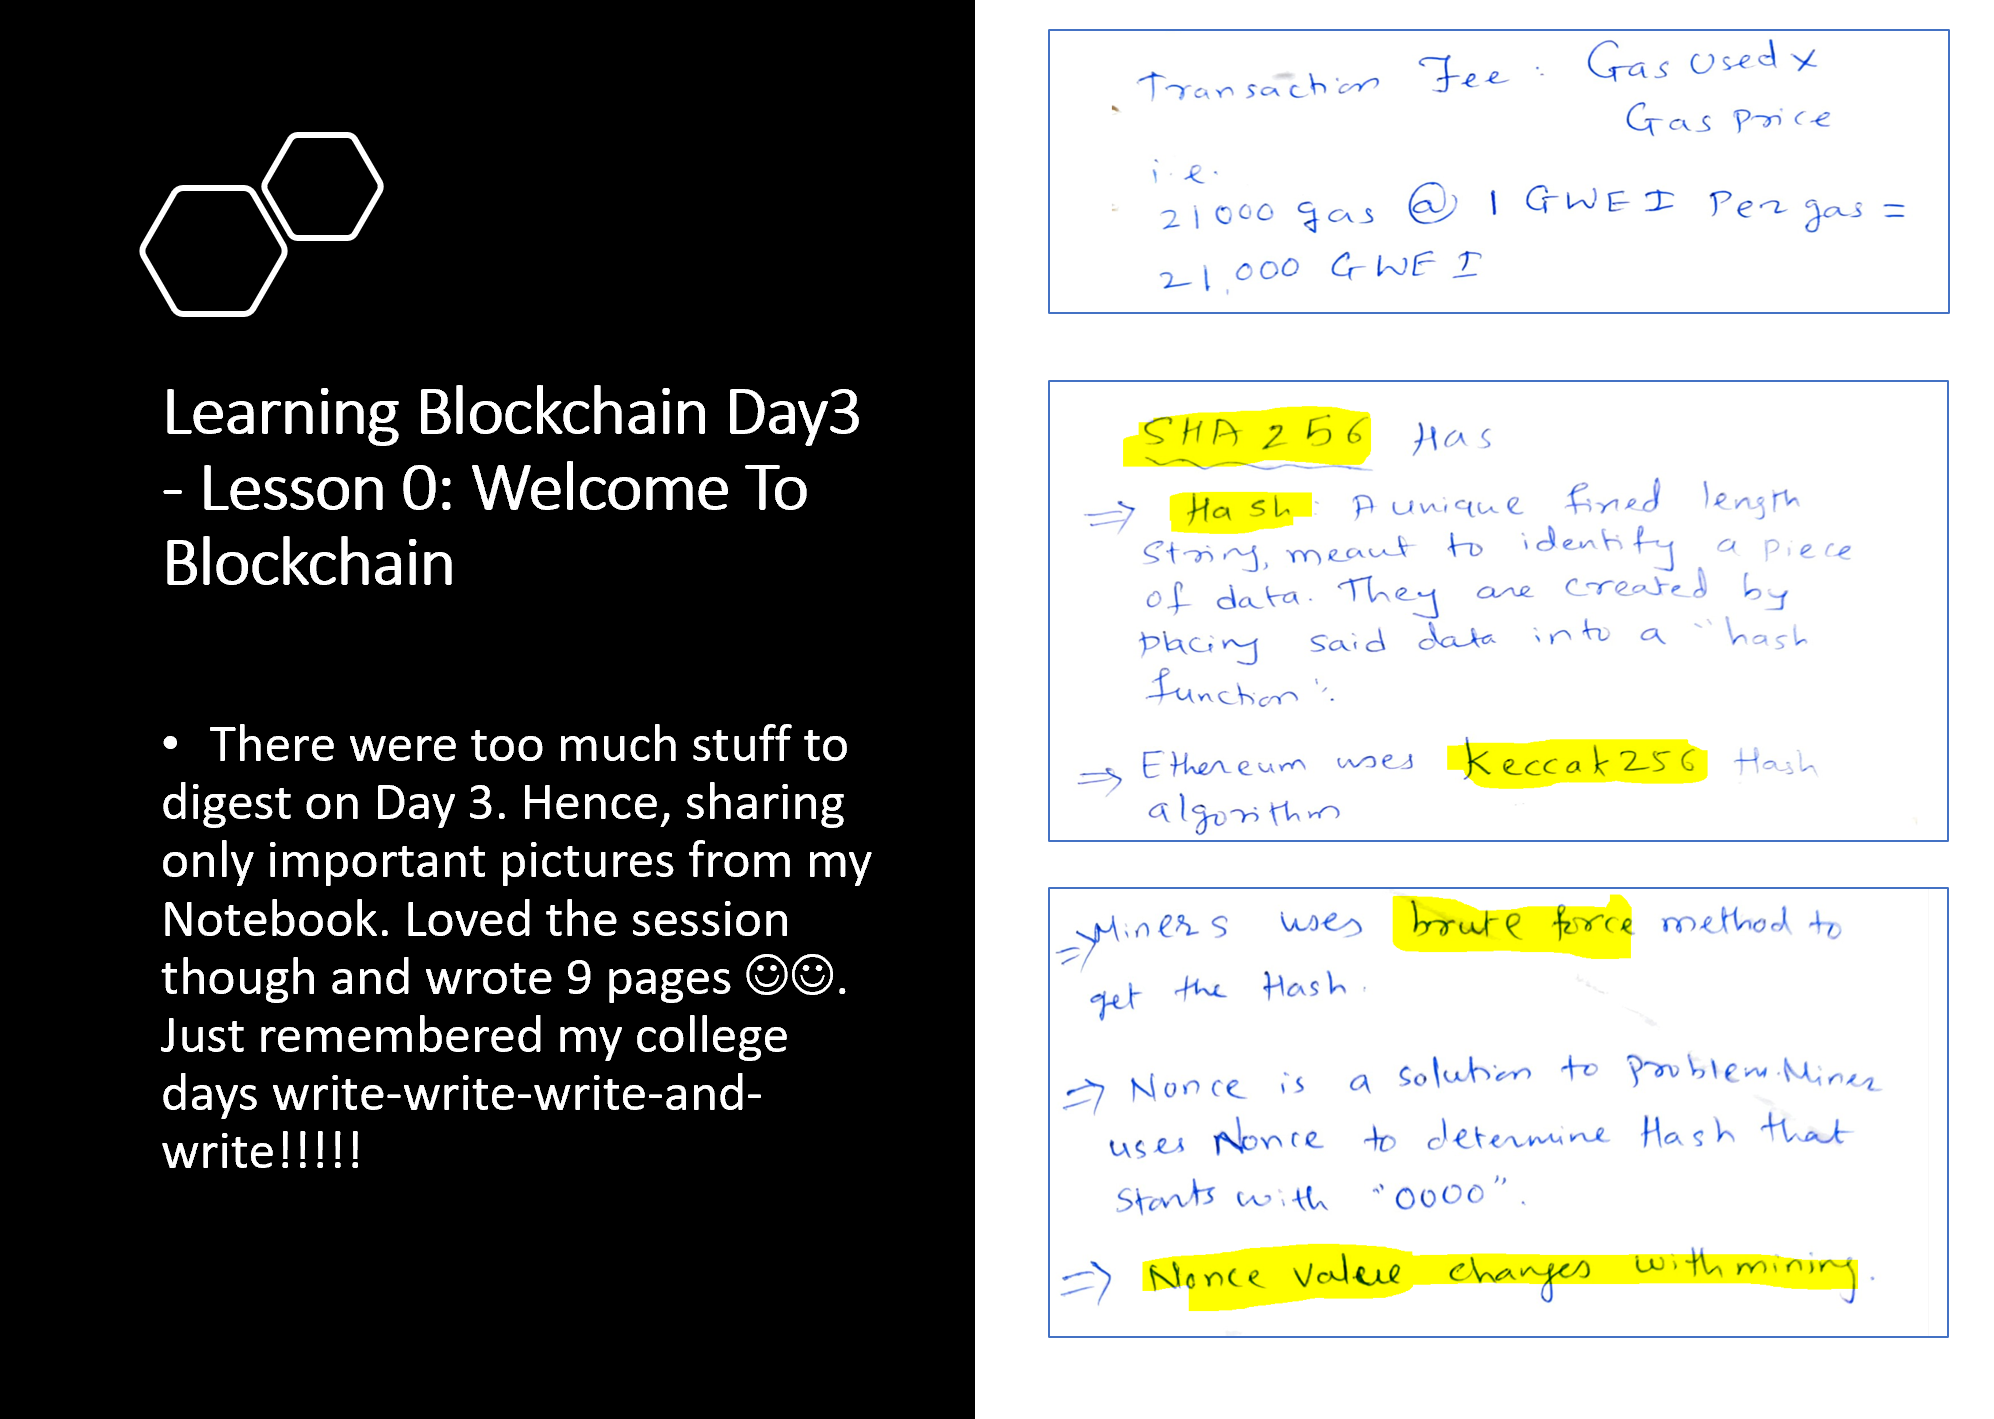 Learning Blockchain Day3
- Lesson 0: Welcome To
Blockchain
• There were too much stuff to
digest on Day 3. Hence, sharing
only important pictures from my
Notebook. Loved the session
though and wrote 9 pages ☺☺.
Just remembered my college
days write-write-write-and-
write!!!!!
Transaction Fee : Gas Used x
Gas Price
i.e.
21000 gas @ 1 GWEI Per gas =
21,000 GWEI
SHA 256 Has
⇒ Hash : A unique fixed length
string, meant to identify a piece
of data. They are created by
placing said data into a "hash
function".
⇒ Ethereum uses Keccak256 Hash
algorithm
⇒ Miners uses brute force method to
get the Hash.
⇒ Nonce is a solution to problem. Miner
uses Nonce to determine Hash that
starts with "0000".
⇒ Nonce value changes with mining.